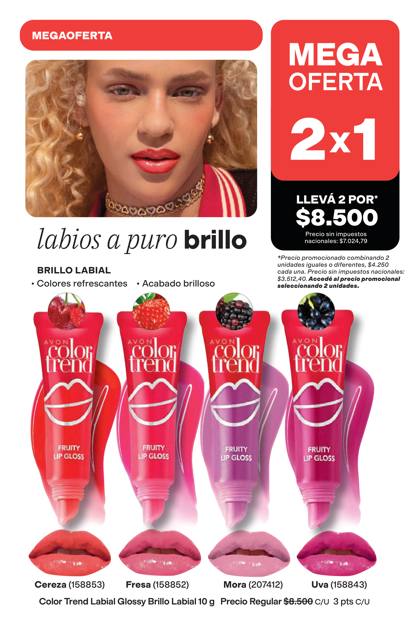 MEGAOFERTA
MEGA
OFERTA
2x1
LLEVÁ 2 POR*
$8.500
Precio sin impuestos
nacionales: $7.024,79
labios a puro brillo
*Precio promocionado combinando 2
unidades iguales o diferentes, $4.250
cada una. Precio sin impuestos nacionales:
$3.512,40. Accedé al precio promocional
seleccionando 2 unidades.
BRILLO LABIAL
• Colores refrescantes • Acabado brilloso
AVON
color
trend
FRUITY
LIP GLOSS
AVON
color
trend
FRUITY
LIP GLOSS
AVON
color
trend
FRUITY
LIP GLOSS
AVON
color
trend
FRUITY
LIP GLOSS
Cereza (158853) Fresa (158852) Mora (207412) Uva (158843)
Color Trend Labial Glossy Brillo Labial 10 g Precio Regular $8.500 C/U 3 pts C/U